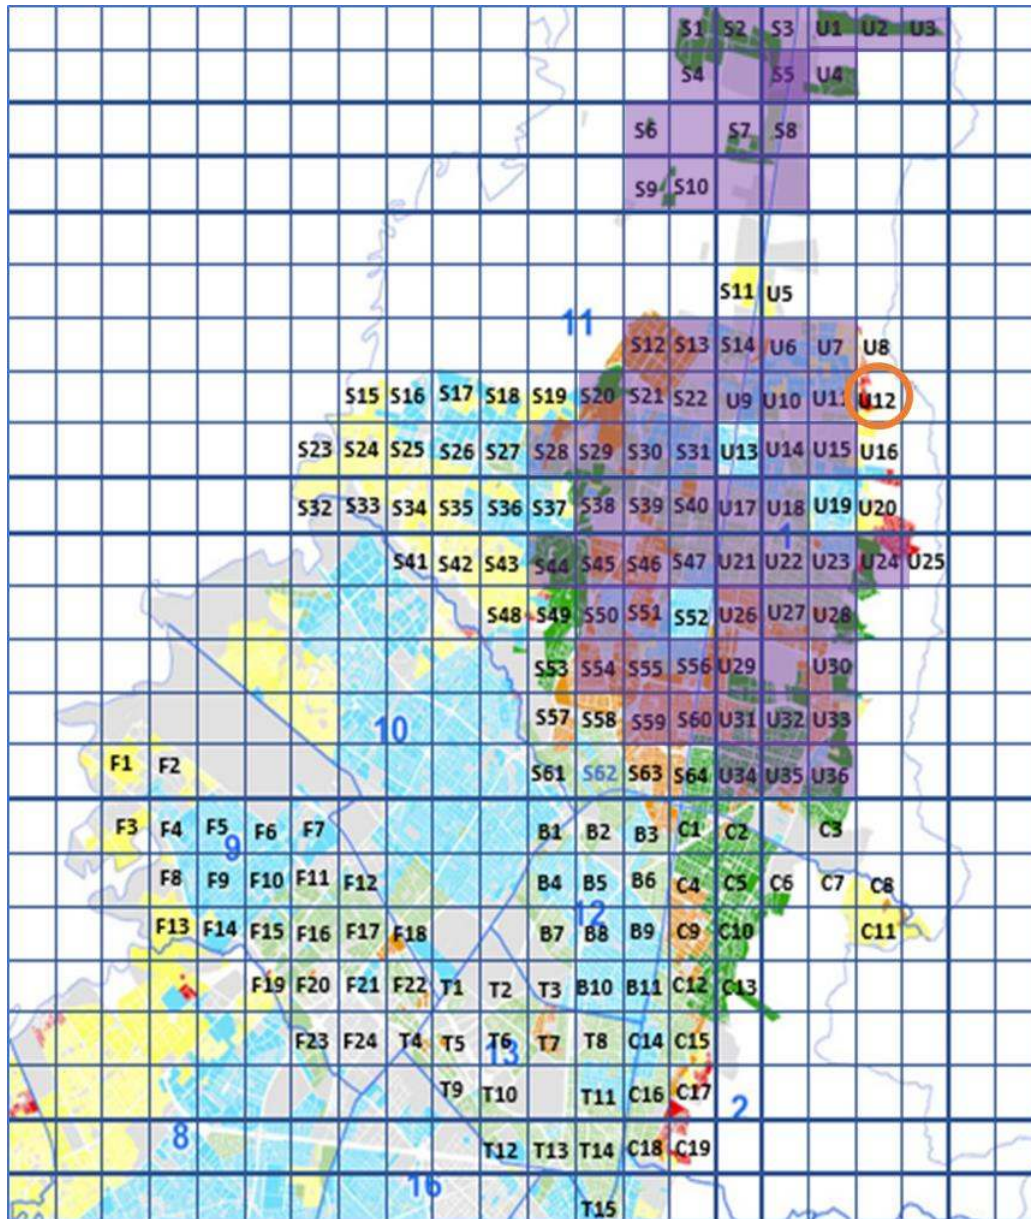 S1 S2 S3 U1 U2 U3
S4 S5 U4
S6 S7 S8
S9 S10
S11 U5
11
S12 S13 S14 U6 U7 U8
S15 S16 S17 S18 S19 S20 S21 S22 U9 U10 U11 U12
S23 S24 S25 S26 S27 S28 S29 S30 S31 U13 U14 U15 U16
S32 S33 S34 S35 S36 S37 S38 S39 S40 U17 U18 U19 U20
1
S41 S42 S43 S44 S45 S46 S47 U21 U22 U23 U24 U25
S48 S49 S50 S51 S52 U26 U27 U28
S53 S54 S55 S56 U29 U30
S57 S58 S59 S60 U31 U32 U33
10
F1 F2 S61 S62 S63 S64 U34 U35 U36
F3 F4 F5 F6 F7 B1 B2 B3 C1 C2 C3
9
F8 F9 F10 F11 F12 B4 B5 B6 C4 C5 C6 C7 C8
12
F13 F14 F15 F16 F17 F18 B7 B8 B9 C9 C10 C11
F19 F20 F21 F22 T1 T2 T3 B10 B11 C12 C13
F23 F24 T4 T5 T6 T7 T8 C14 C15
13
T9 T10 T11 C16 C17
2
8 T12 T13 T14 C18 C19
16
T15